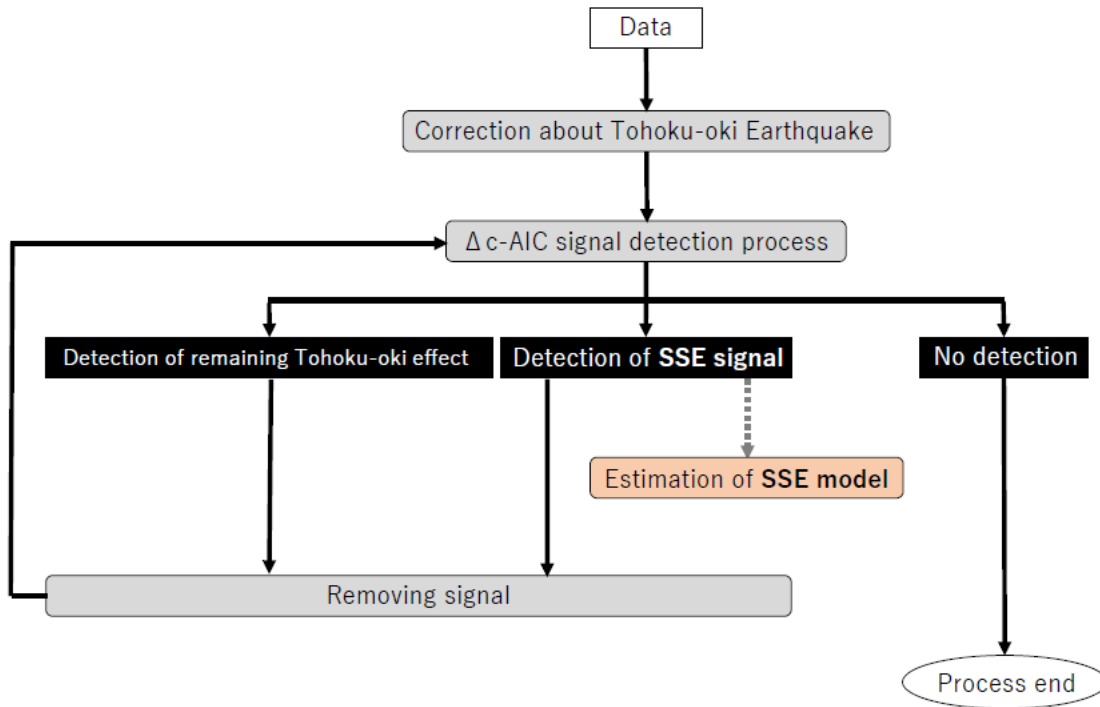 Data
Correction about Tohoku-oki Earthquake
Δ c-AIC signal detection process
Detection of remaining Tohoku-oki effect
Detection of SSE signal
No detection
Estimation of SSE model
Removing signal
Process end